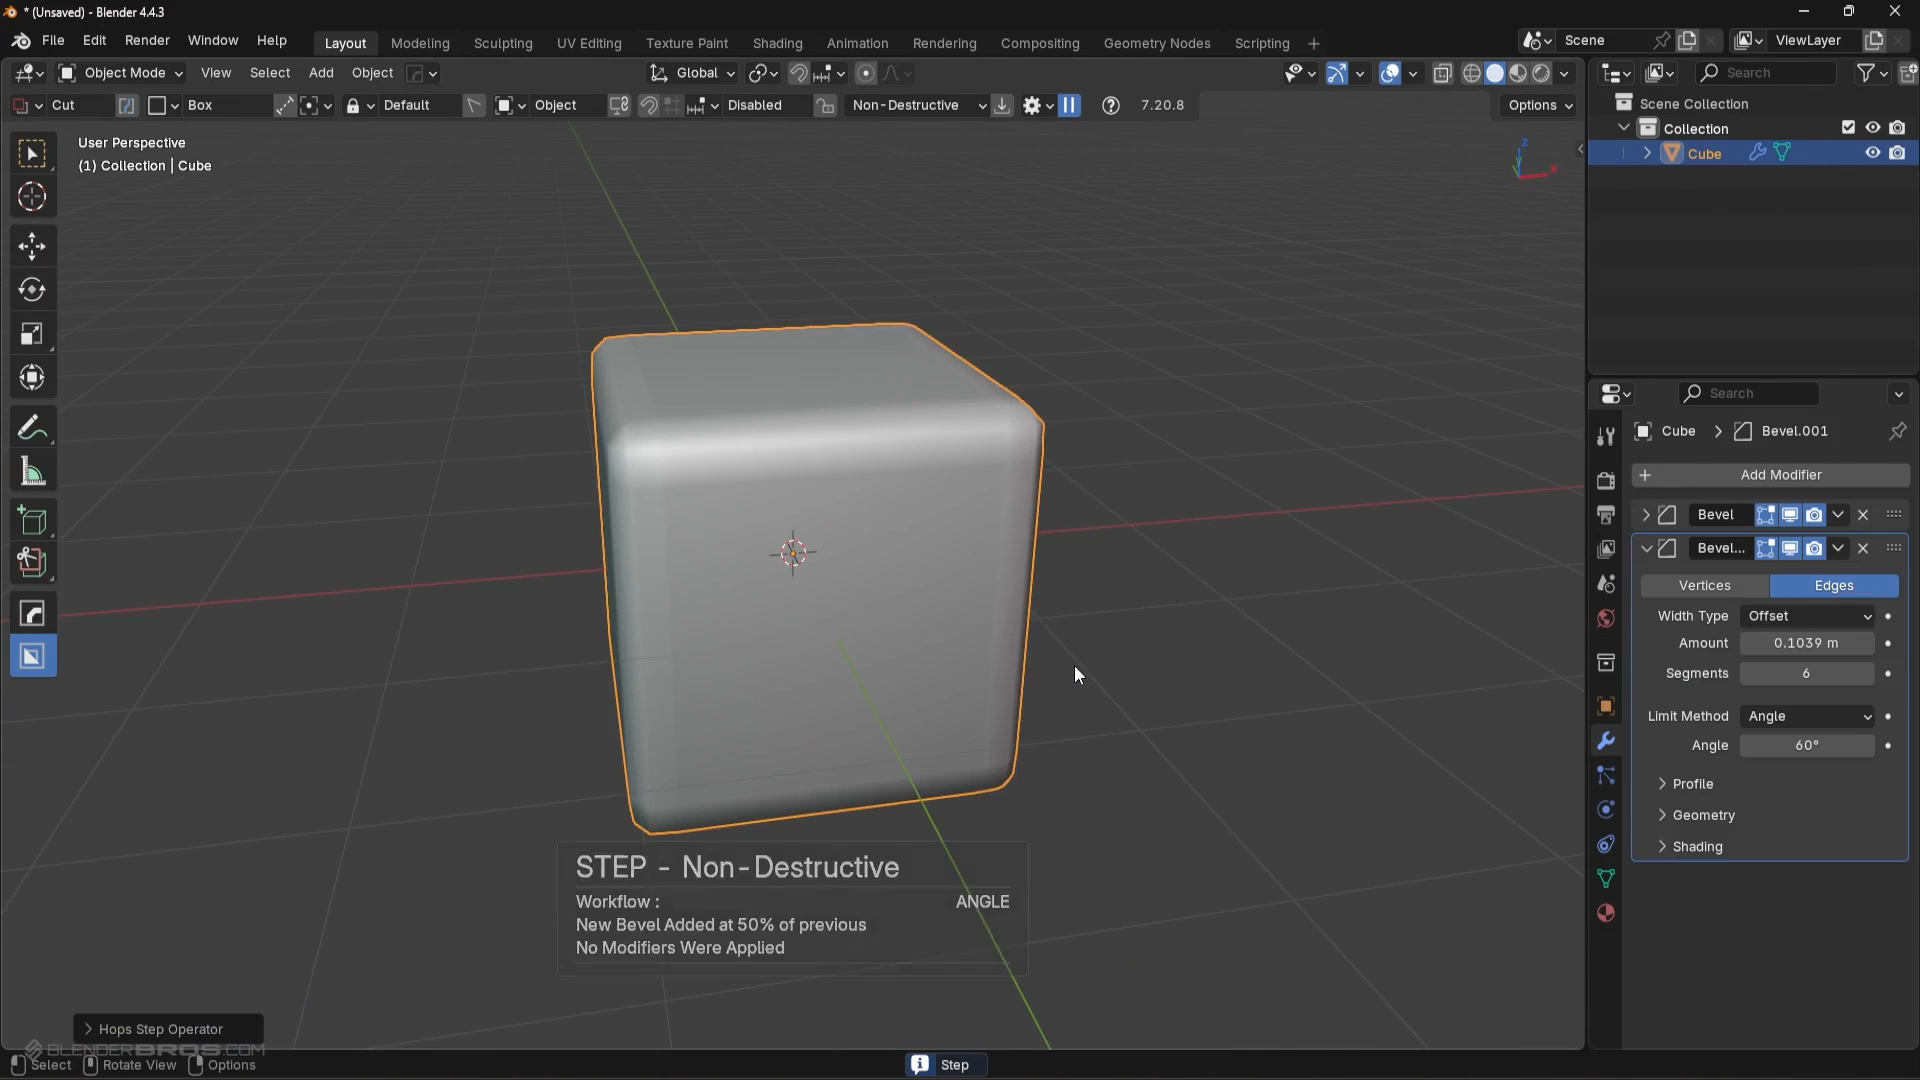 * (Unsaved) - Blender 4.4.3
File Edit Render Window Help Layout Modeling Sculpting UV Editing Texture Paint Shading Animation Rendering Compositing Geometry Nodes Scripting + Scene ViewLayer
Object Mode View Select Add Object Global Search
Cut Box Default Object Disabled Non-Destructive 7.20.8 Options
User Perspective
(1) Collection | Cube
Z
Scene Collection
Collection
Cube
Search
Cube > Bevel.001
+ Add Modifier
Bevel
Bevel...
Vertices Edges
Width Type Offset
Amount 0.1039 m
Segments 6
Limit Method Angle
Angle 60°
Profile
Geometry
Shading
STEP - Non-Destructive
Workflow : ANGLE
New Bevel Added at 50% of previous
No Modifiers Were Applied
Hops Step Operator
BLENDERBROS.COM
Select Rotate View Options Step